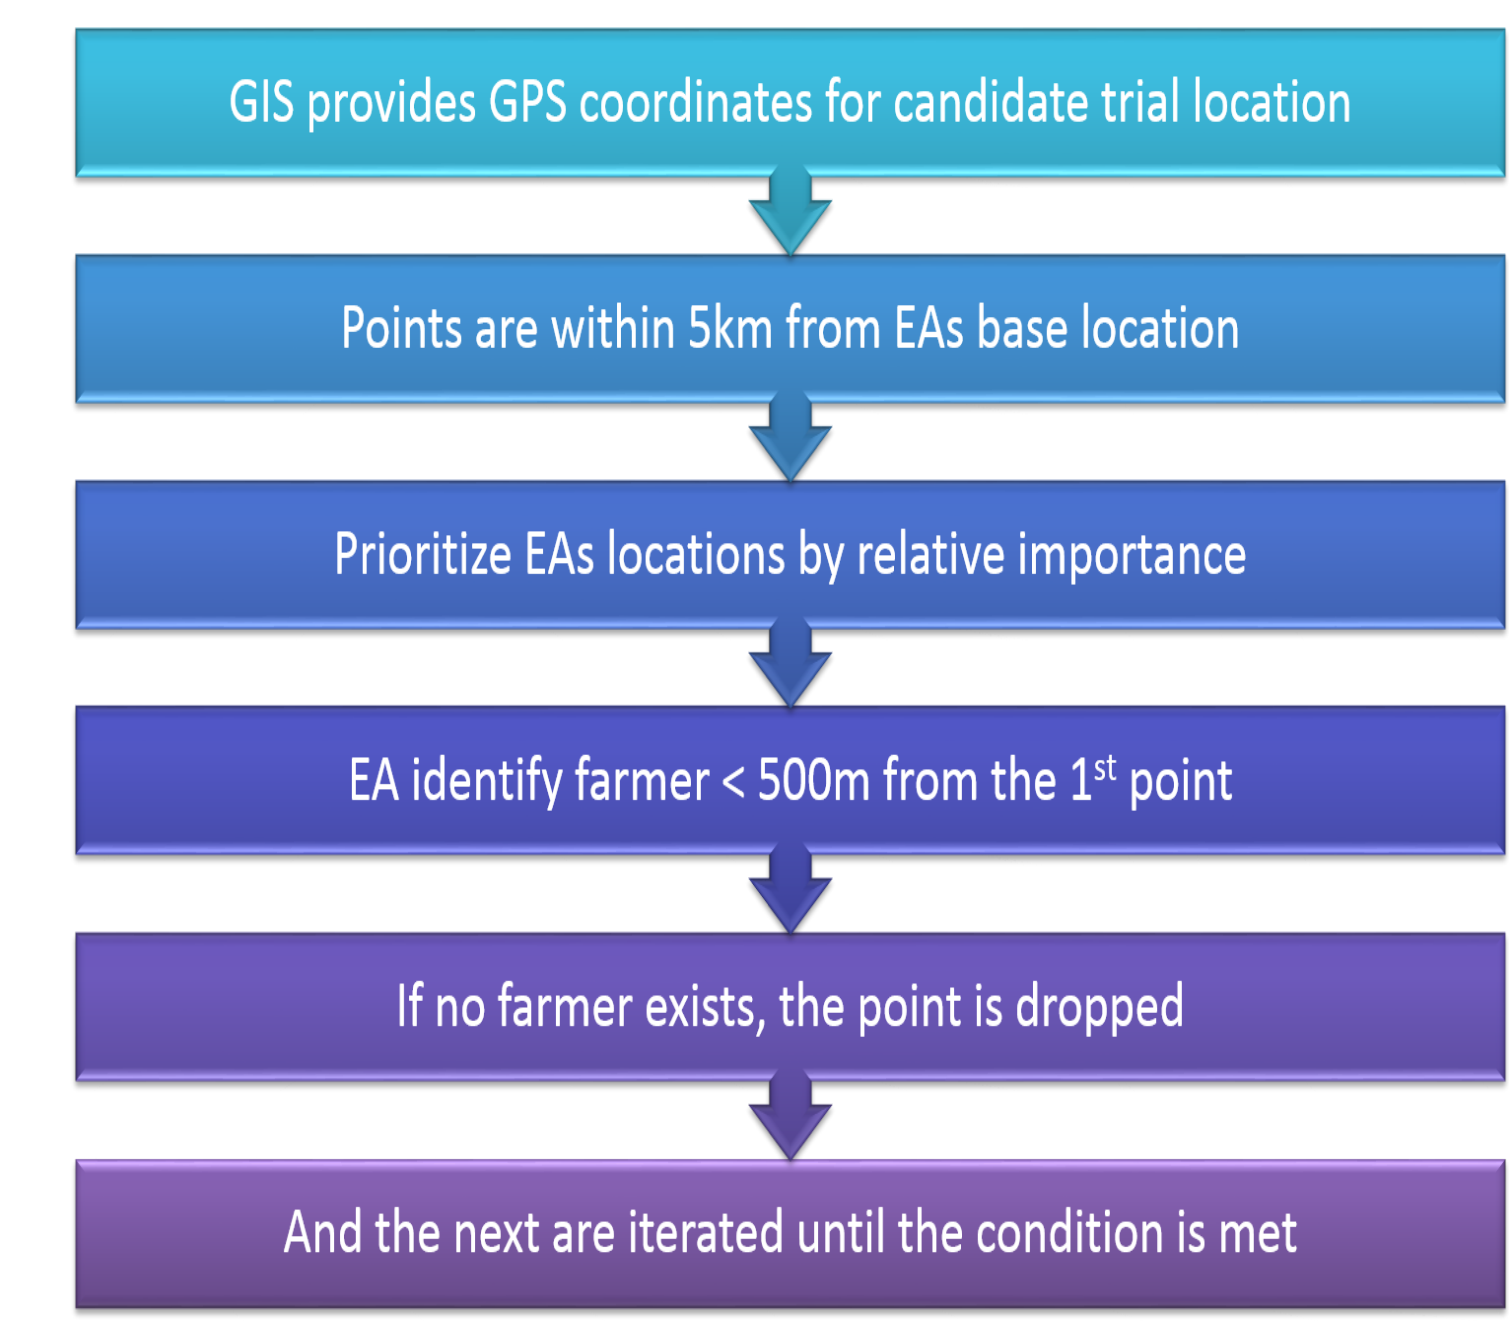 GIS provides GPS coordinates for candidate trial location
Points are within 5km from EAs base location
Prioritize EAs locations by relative importance
EA identify farmer < 500m from the 1st point
If no farmer exists, the point is dropped
And the next are iterated until the condition is met